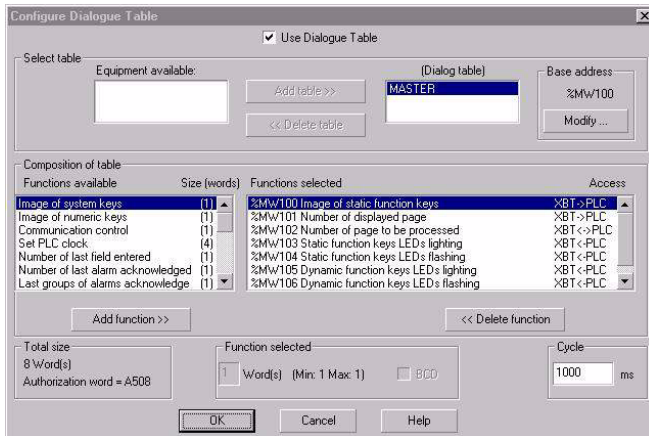 Configure Dialogue Table
Use Dialogue Table
Select table
Equipment available:
Add table >>
<< Delete table
(Dialog table)
MASTER
Base address
%MW100
Modify ...
Composition of table
Functions available Size (words)
Image of system keys (1)
Image of numeric keys (1)
Communication control (1)
Set PLC clock (4)
Number of last field entered (1)
Number of last alarm acknowledged (1)
Last groups of alarms acknowledge (1)
Functions selected Access
%MW100 Image of static function keys XBT->PLC
%MW101 Number of displayed page XBT->PLC
%MW102 Number of page to be processed XBT<->PLC
%MW103 Static function keys LEDs lighting XBT<-PLC
%MW104 Static function keys LEDs flashing XBT<-PLC
%MW105 Dynamic function keys LEDs lighting XBT<-PLC
%MW106 Dynamic function keys LEDs flashing XBT<-PLC
Add function >>
<< Delete function
Total size
8 Word(s)
Authorization word = A508
Function selected
1 Word(s) (Min: 1 Max: 1) BCD
Cycle
1000 ms
OK Cancel Help